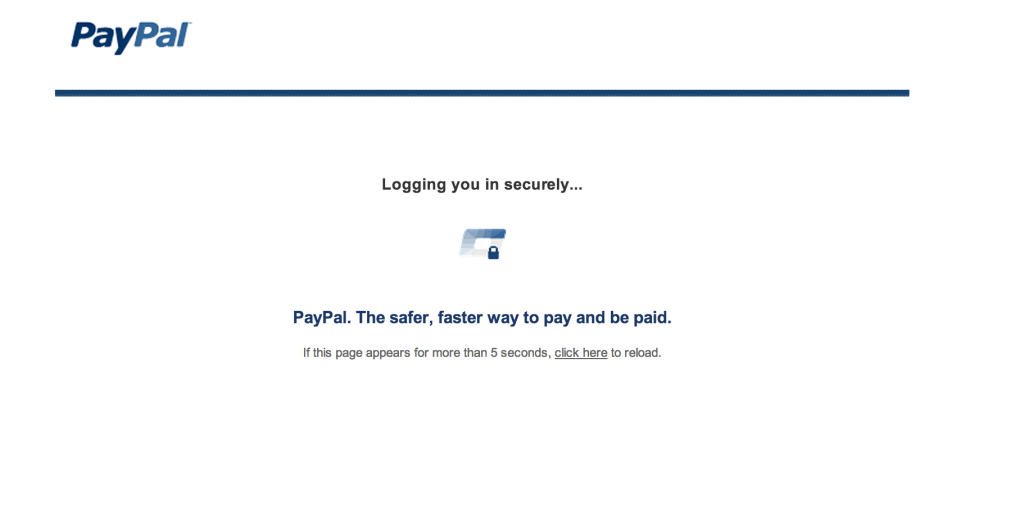 PayPal
Logging you in securely...
PayPal. The safer, faster way to pay and be paid.
If this page appears for more than 5 seconds, click here to reload.